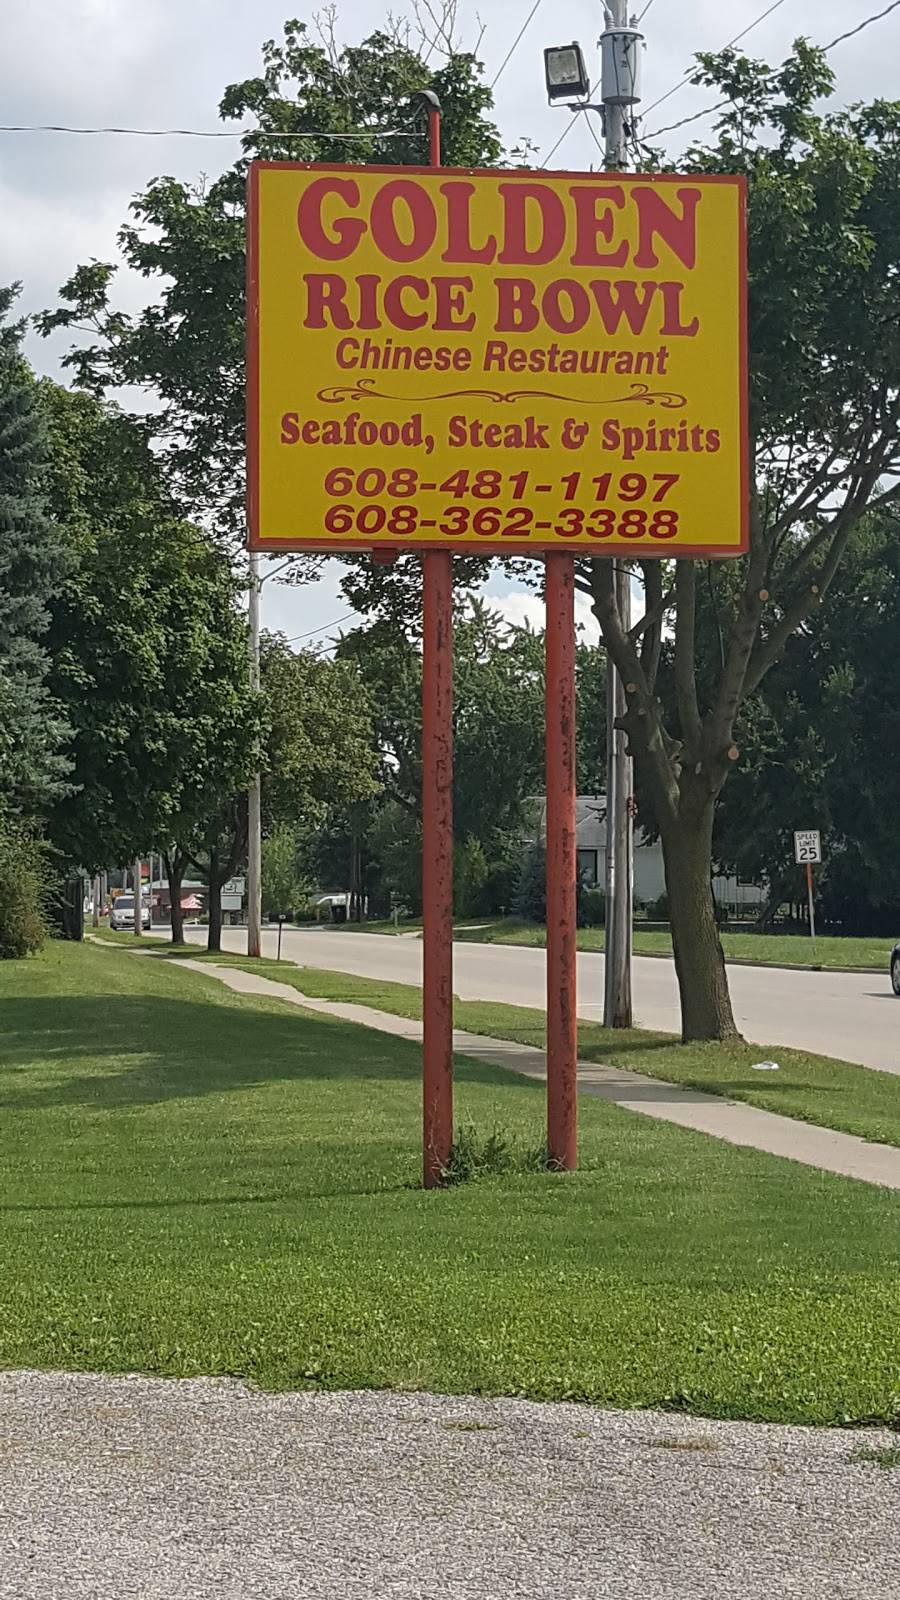 GOLDEN
RICE BOWL
Chinese Restaurant
Seafood, Steak & Spirits
608-481-1197
608-362-3388
SPEED
LIMIT
25